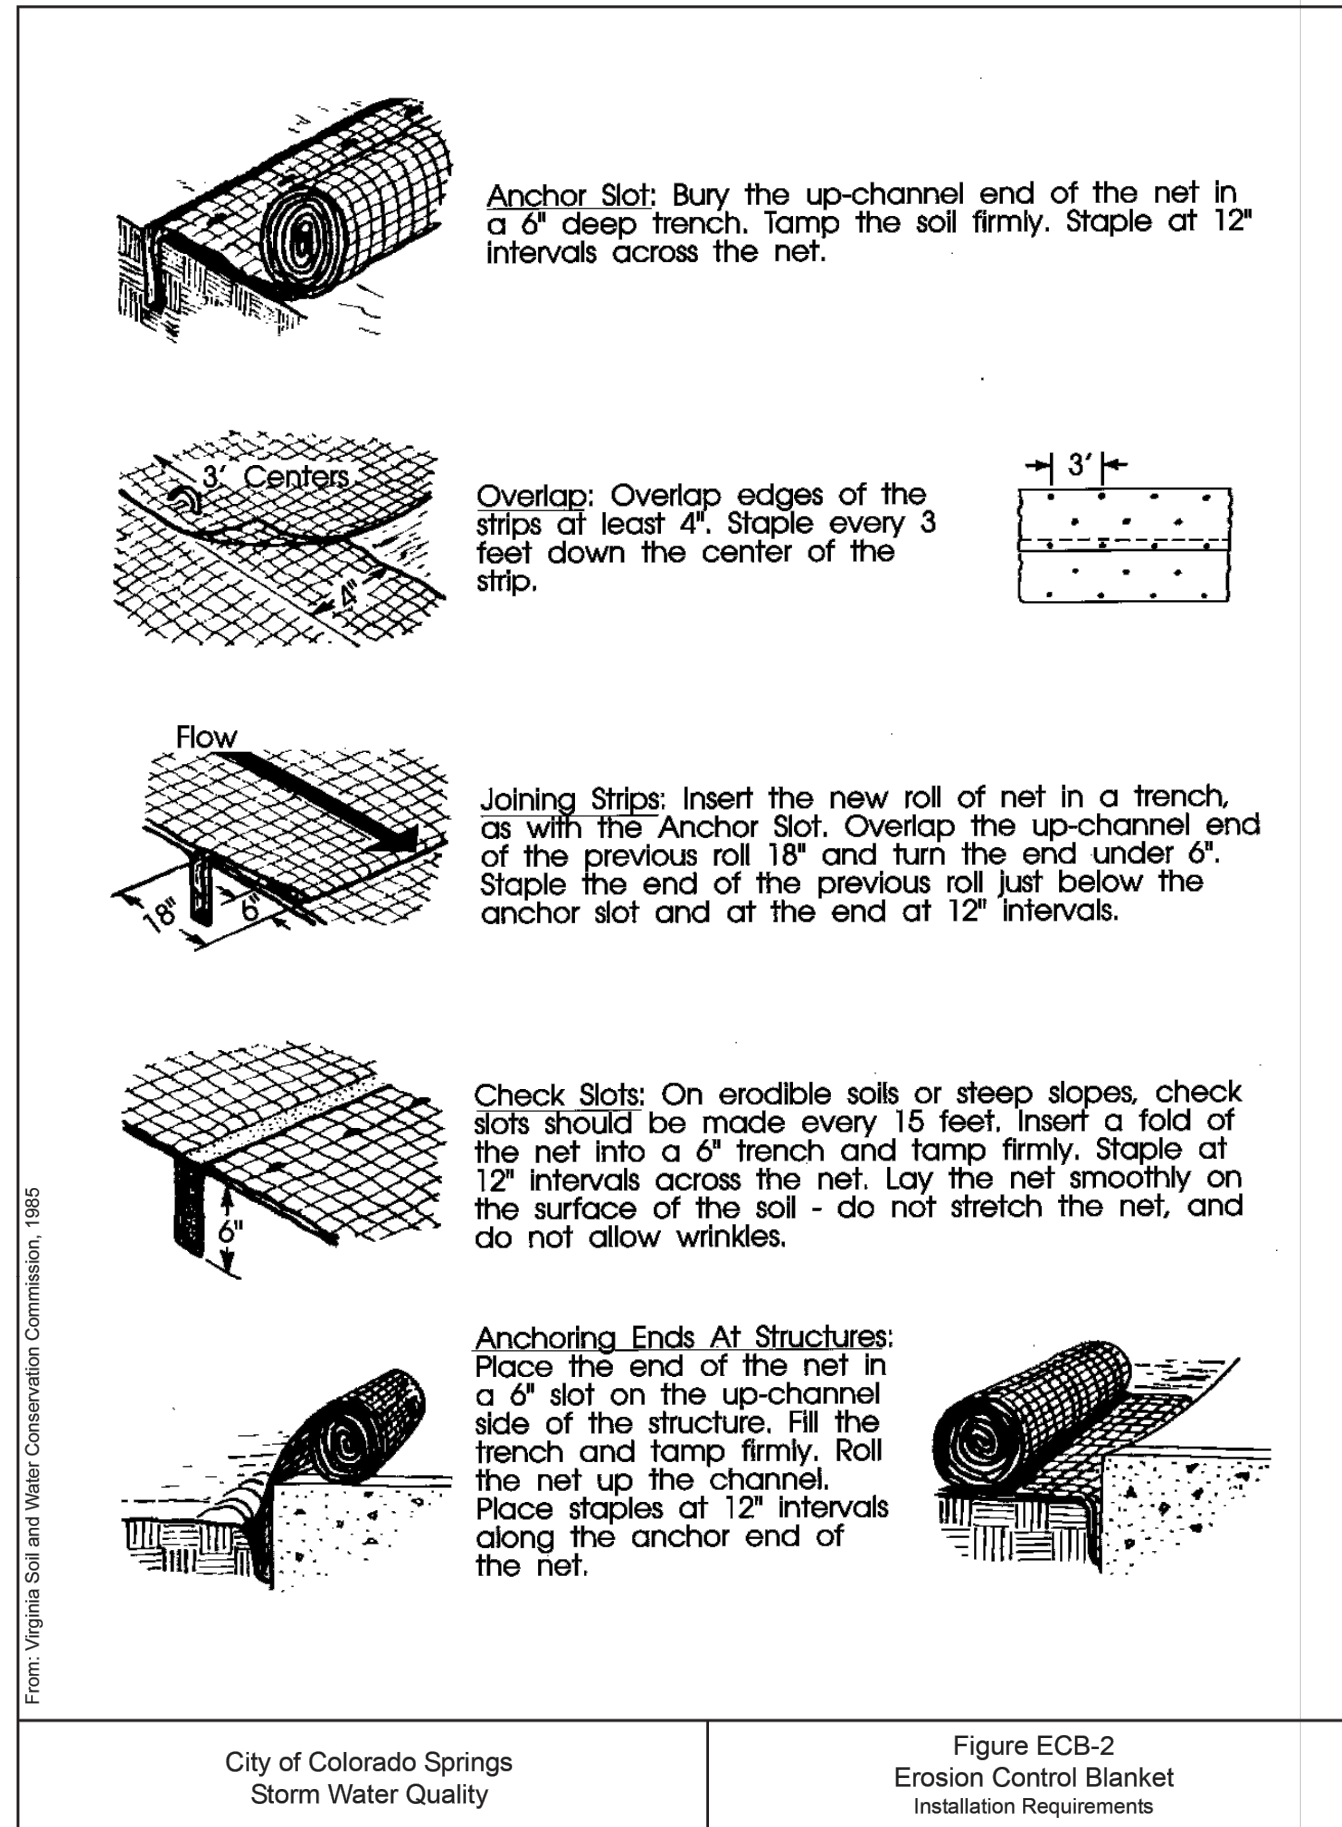 Anchor Slot: Bury the up-channel end of the net in
a 6" deep trench. Tamp the soil firmly. Staple at 12"
intervals across the net.
3' Centers
4"
Overlap: Overlap edges of the
strips at least 4". Staple every 3
feet down the center of the
strip.
3'
Flow
18"
6"
Joining Strips: Insert the new roll of net in a trench,
as with the Anchor Slot. Overlap the up-channel end
of the previous roll 18" and turn the end under 6".
Staple the end of the previous roll just below the
anchor slot and at the end at 12" intervals.
6"
Check Slots: On erodible soils or steep slopes, check
slots should be made every 15 feet. Insert a fold of
the net into a 6" trench and tamp firmly. Staple at
12" intervals across the net. Lay the net smoothly on
the surface of the soil - do not stretch the net, and
do not allow wrinkles.
Anchoring Ends At Structures:
Place the end of the net in
a 6" slot on the up-channel
side of the structure. Fill the
trench and tamp firmly. Roll
the net up the channel.
Place staples at 12" intervals
along the anchor end of
the net.
From: Virginia Soil and Water Conservation Commission, 1985
City of Colorado Springs
Storm Water Quality
Figure ECB-2
Erosion Control Blanket
Installation Requirements